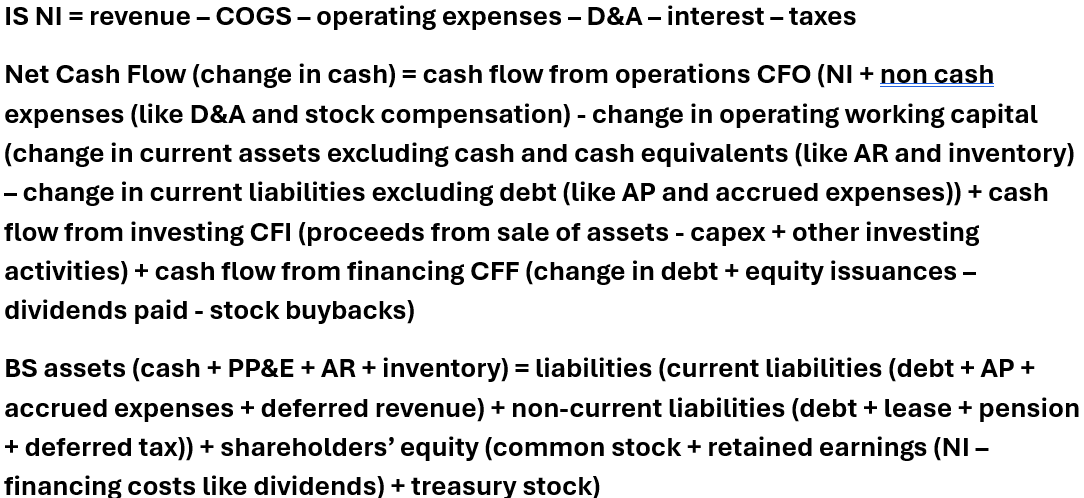 IS NI = revenue – COGS – operating expenses – D&A – interest – taxes
Net Cash Flow (change in cash) = cash flow from operations CFO (NI + non cash
expenses (like D&A and stock compensation) - change in operating working capital
(change in current assets excluding cash and cash equivalents (like AR and inventory)
– change in current liabilities excluding debt (like AP and accrued expenses)) + cash
flow from investing CFI (proceeds from sale of assets - capex + other investing
activities) + cash flow from financing CFF (change in debt + equity issuances –
dividends paid - stock buybacks)
BS assets (cash + PP&E + AR + inventory) = liabilities (current liabilities (debt + AP +
accrued expenses + deferred revenue) + non-current liabilities (debt + lease + pension
+ deferred tax)) + shareholders’ equity (common stock + retained earnings (NI –
financing costs like dividends) + treasury stock)